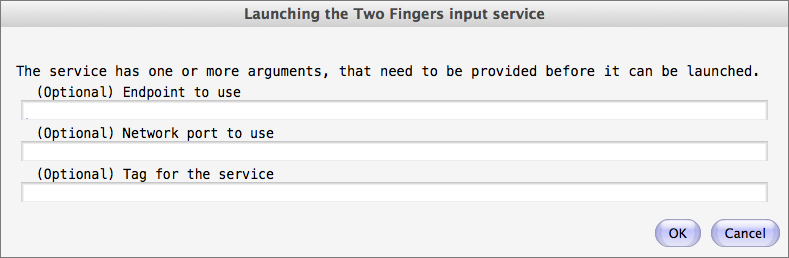 Launching the Two Fingers input service
The service has one or more arguments, that need to be provided before it can be launched.
(Optional) Endpoint to use
(Optional) Network port to use
(Optional) Tag for the service
OK Cancel